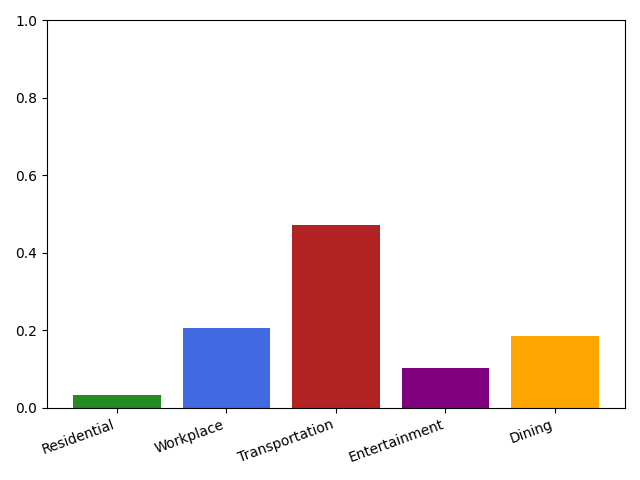 1.0
0.8
0.6
0.4
0.2
0.0
Residential
Workplace
Transportation
Entertainment
Dining